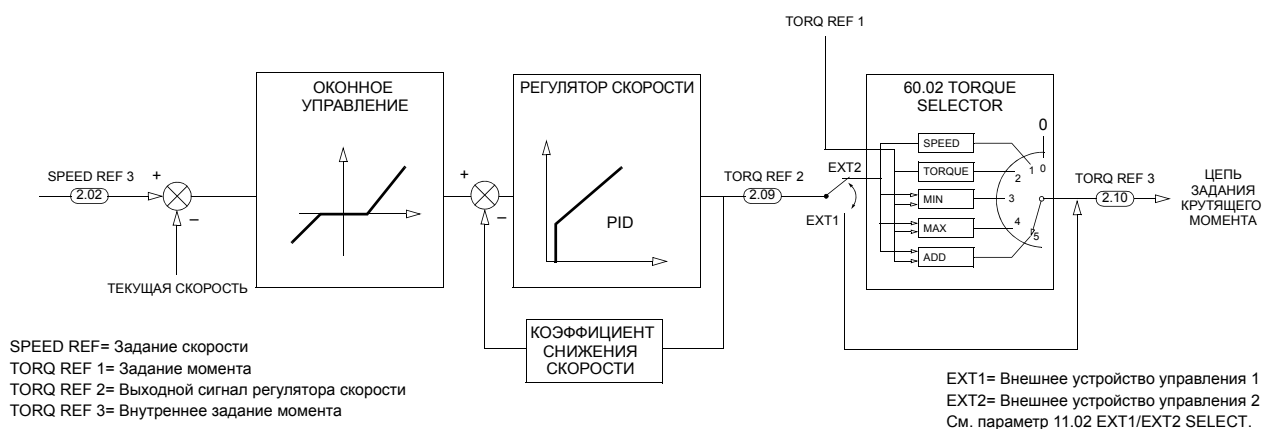 TORQ REF 1
ОКОННОЕ
УПРАВЛЕНИЕ
РЕГУЛЯТОР СКОРОСТИ
60.02 TORQUE
SELECTOR
0
SPEED
TORQUE
MIN
MAX
ADD
1
0
2
3
4
5
SPEED REF 3
2.02
+
–
+
–
PID
TORQ REF 2
2.09
EXT2
EXT1
TORQ REF 3
2.10
ЦЕПЬ
ЗАДАНИЯ
КРУТЯЩЕГО
МОМЕНТА
ТЕКУЩАЯ СКОРОСТЬ
КОЭФФИЦИЕНТ
СНИЖЕНИЯ
СКОРОСТИ
SPEED REF= Задание скорости
TORQ REF 1= Задание момента
TORQ REF 2= Выходной сигнал регулятора скорости
TORQ REF 3= Внутреннее задание момента
EXT1= Внешнее устройство управления 1
EXT2= Внешнее устройство управления 2
См. параметр 11.02 EXT1/EXT2 SELECT.